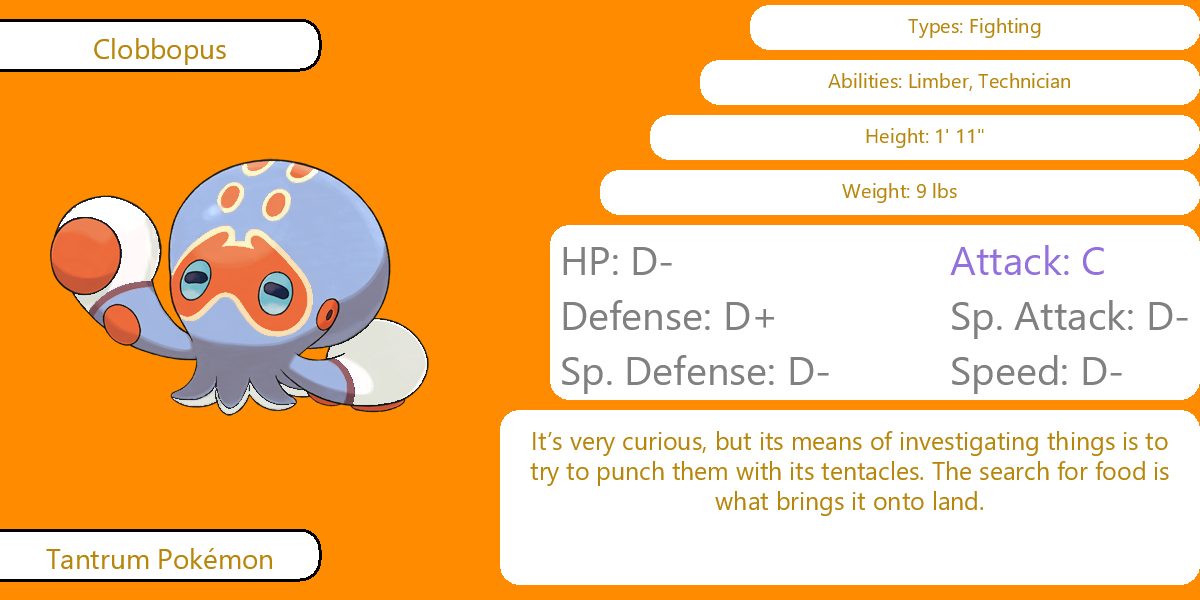 Clobbopus
Types: Fighting
Abilities: Limber, Technician
Height: 1' 11"
Weight: 9 lbs
HP: D-
Attack: C
Defense: D+
Sp. Attack: D-
Sp. Defense: D-
Speed: D-
It’s very curious, but its means of investigating things is to
try to punch them with its tentacles. The search for food is
what brings it onto land.
Tantrum Pokémon